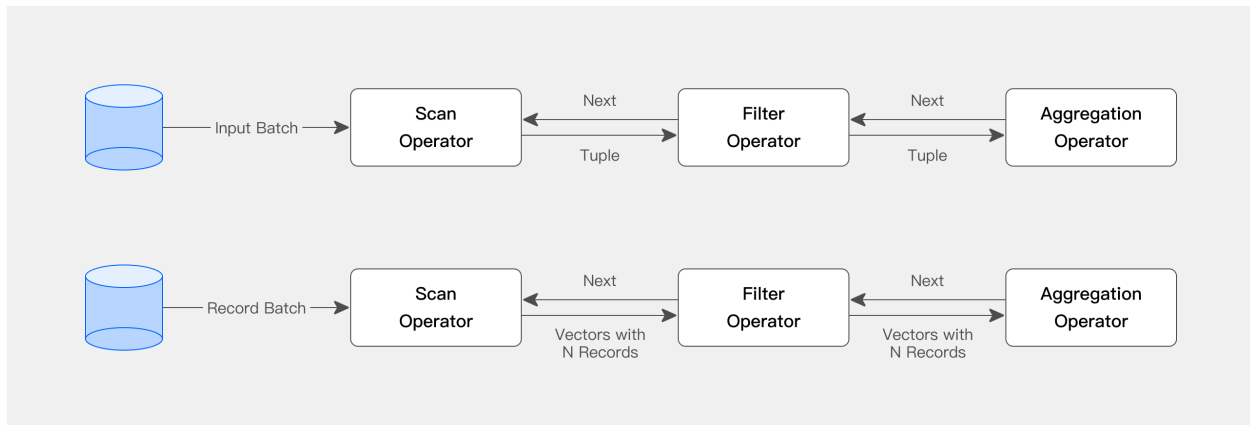 Next
Next
Scan
Operator
Filter
Operator
Aggregation
Operator
Input Batch
Tuple
Tuple
Next
Next
Scan
Operator
Filter
Operator
Aggregation
Operator
Record Batch
Vectors with
N Records
Vectors with
N Records